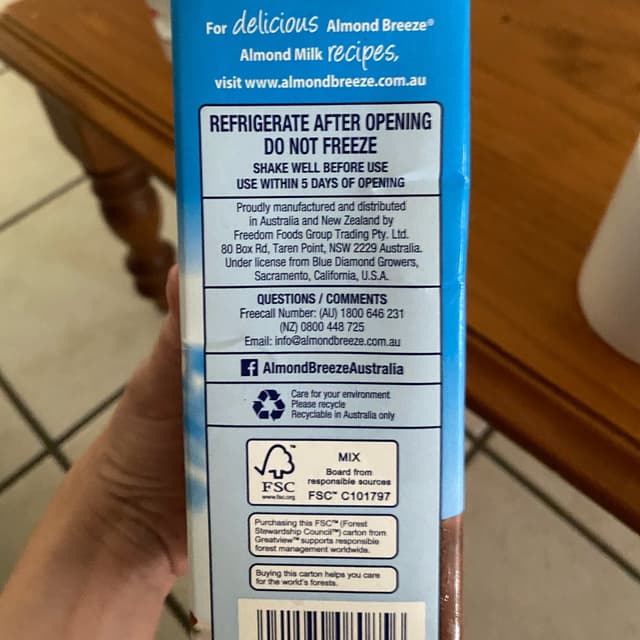 For delicious Almond Breeze®
Almond Milk recipes,
visit www.almondbreeze.com.au
REFRIGERATE AFTER OPENING
DO NOT FREEZE
SHAKE WELL BEFORE USE
USE WITHIN 5 DAYS OF OPENING
Proudly manufactured and distributed
in Australia and New Zealand by
Freedom Foods Group Trading Pty. Ltd.
80 Box Rd, Taren Point, NSW 2229 Australia.
Under license from Blue Diamond Growers,
Sacramento, California, U.S.A.
QUESTIONS / COMMENTS
Freecall Number: (AU) 1800 646 231
(NZ) 0800 448 725
Email: info@almondbreeze.com.au
f AlmondBreezeAustralia
Care for your environment
Please recycle
Recyclable in Australia only
FSC™
www.fsc.org
MIX
Board from
responsible sources
FSC™ C101797
Purchasing this FSC™ (Forest
Stewardship Council™) carton from
Greatview™ supports responsible
forest management worldwide.
Buying this carton helps you care
for the world's forests.